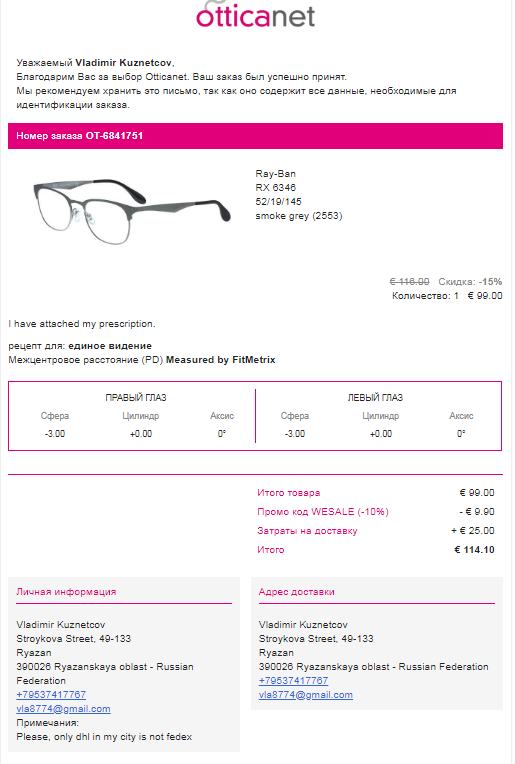 otticanet
Уважаемый Vladimir Kuznetcov,
Благодарим Вас за выбор Otticanet. Ваш заказ был успешно принят.
Мы рекомендуем хранить это письмо, так как оно содержит все данные, необходимые для
идентификации заказа.
Номер заказа OT-6841751
Ray-Ban
RX 6346
52/19/145
smoke grey (2553)
€ 116.00 Скидка: -15%
Количество: 1 € 99.00
I have attached my prescription.
рецепт для: единое видение
Межцентровое расстояние (PD) Measured by FitMetrix
ПРАВЫЙ ГЛАЗ ЛЕВЫЙ ГЛАЗ
Сфера Цилиндр Аксис Сфера Цилиндр Аксис
-3.00 +0.00 0° -3.00 +0.00 0°
Итого товара € 99.00
Промо код WESALE (-10%) - € 9.90
Затраты на доставку + € 25.00
Итого € 114.10
Личная информация
Vladimir Kuznetcov
Stroykova Street, 49-133
Ryazan
390026 Ryazanskaya oblast - Russian
Federation
+79537417767
vla8774@gmail.com
Примечания:
Please, only dhl in my city is not fedex
Адрес доставки
Vladimir Kuznetcov
Stroykova Street, 49-133
Ryazan
390026 Ryazanskaya oblast - Russian Federation
+79537417767
vla8774@gmail.com